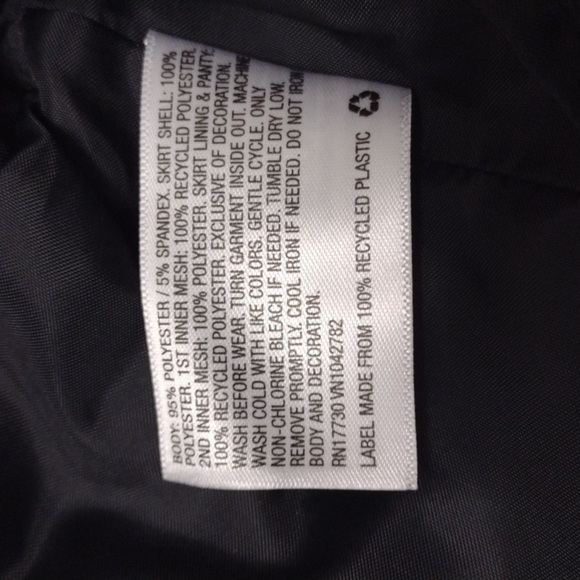 BODY: 95% POLYESTER / 5% SPANDEX. SKIRT SHELL: 100%
POLYESTER. 1ST INNER MESH: 100% RECYCLED POLYESTER.
2ND INNER MESH: 100% POLYESTER. SKIRT LINING & PANTY:
100% RECYCLED POLYESTER. EXCLUSIVE OF DECORATION.
WASH BEFORE WEAR. TURN GARMENT INSIDE OUT. MACHINE
WASH COLD WITH LIKE COLORS. GENTLE CYCLE. ONLY
NON-CHLORINE BLEACH IF NEEDED. TUMBLE DRY LOW.
REMOVE PROMPTLY. COOL IRON IF NEEDED. DO NOT IRON
BODY AND DECORATION.
RN17730 VN1042782
LABEL MADE FROM 100% RECYCLED PLASTIC